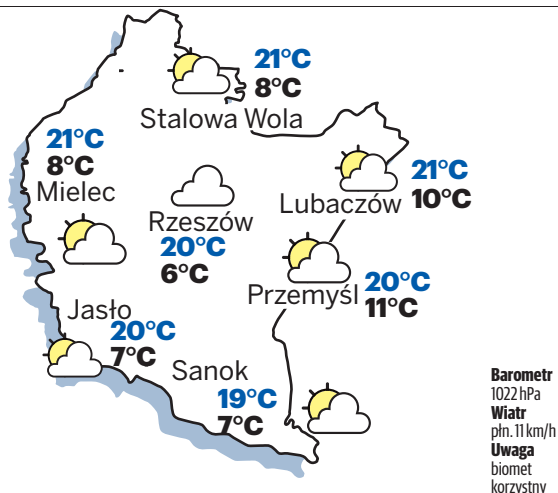 21°C
8°C
Stalowa Wola
21°C
8°C
Mielec
21°C
10°C
Lubaczów
Rzeszów
20°C
6°C
20°C
11°C
Przemyśl
Jasło
20°C
7°C
Sanok
19°C
7°C
Barometr
1022 hPa
Wiatr
płn. 11 km/h
Uwaga
biomet
korzystny